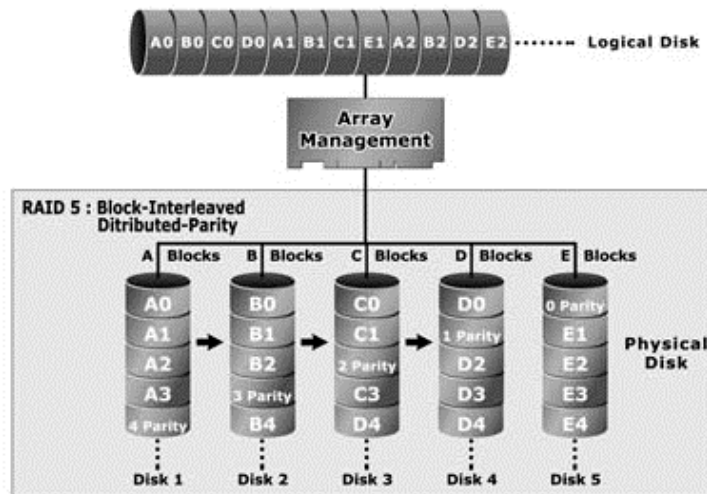 A0 B0 C0 D0 A1 B1 C1 E1 A2 B2 D2 E2 Logical Disk
Array
Management
RAID 5 : Block-Interleaved
Ditributed-Parity
A Blocks B Blocks C Blocks D Blocks E Blocks
A0 B0 C0 D0 0 Parity
A1 B1 C1 1 Parity E1
A2 B2 2 Parity D2 E2
A3 3 Parity C3 D3 E3
4 Parity B4 D4 D4 E4
Physical
Disk
Disk 1 Disk 2 Disk 3 Disk 4 Disk 5